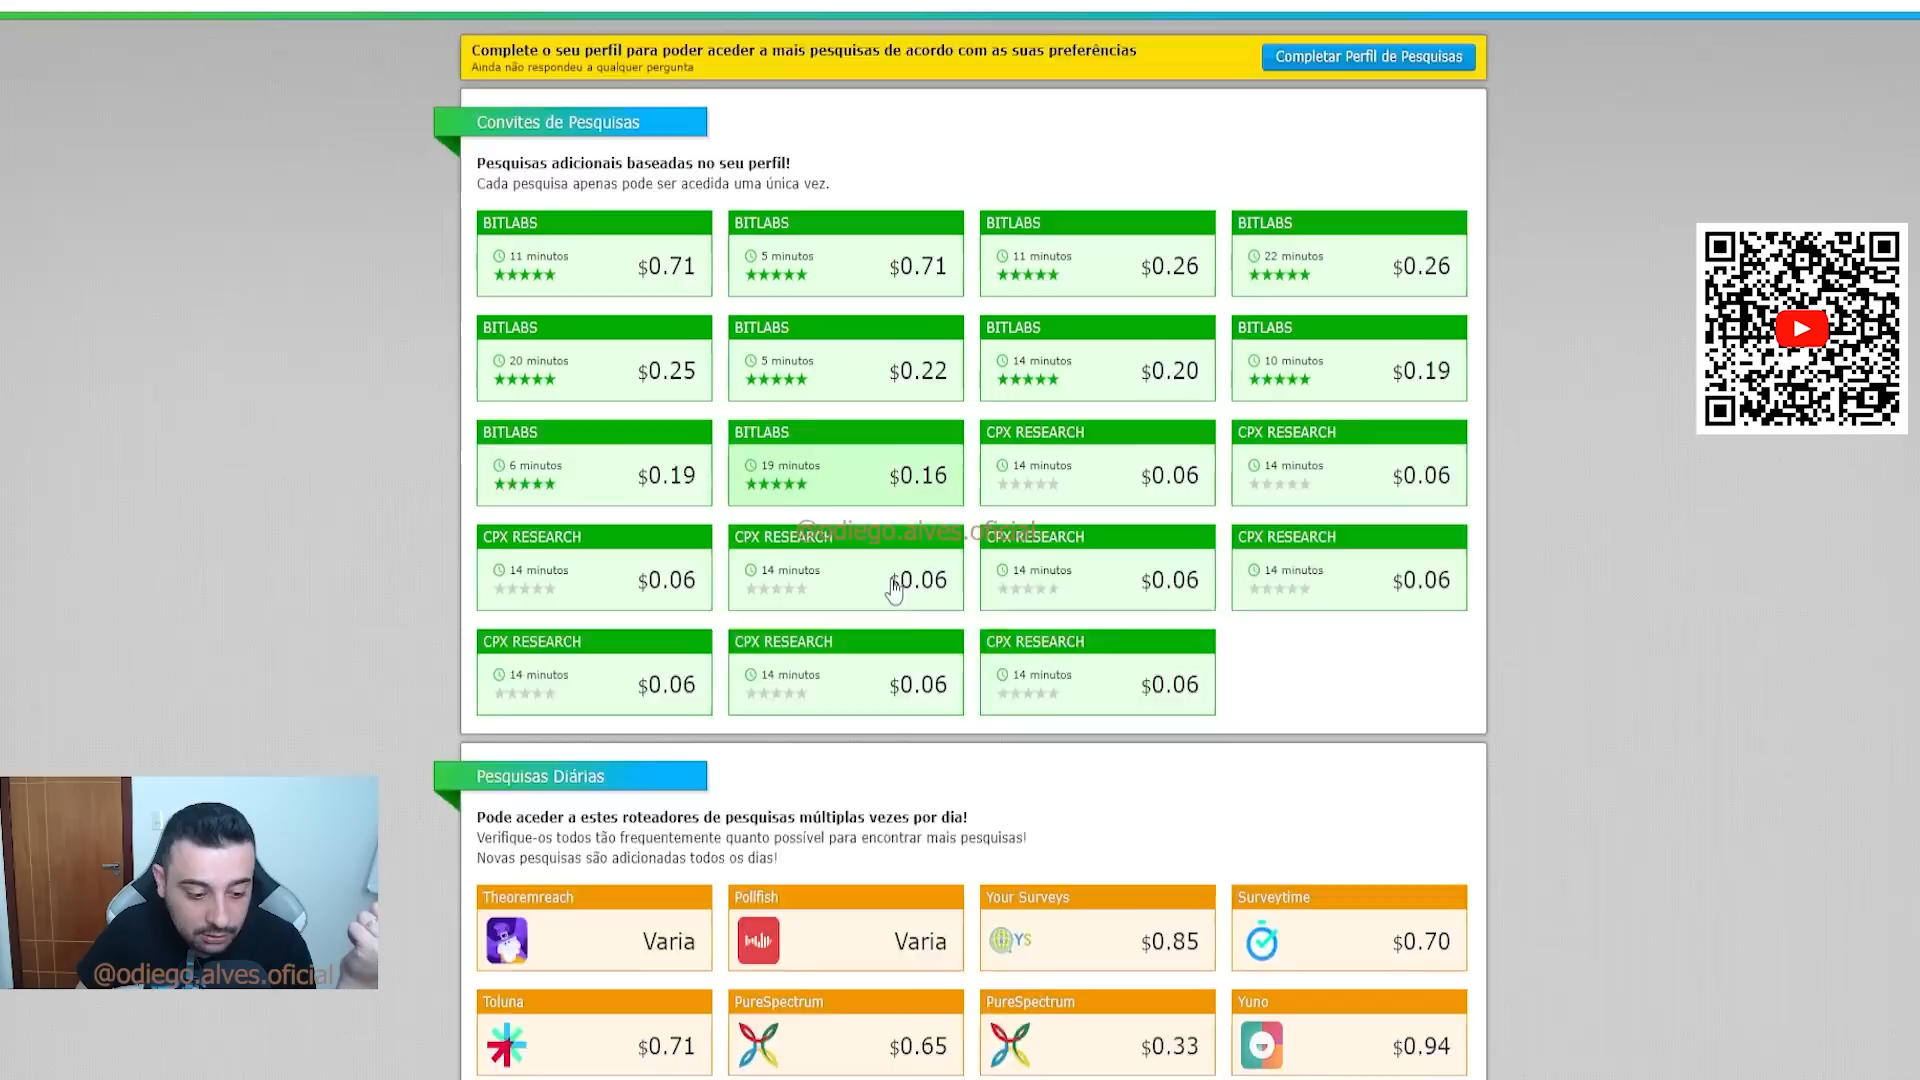 Complete o seu perfil para poder aceder a mais pesquisas de acordo com as suas preferências
Ainda não respondeu a qualquer pergunta
Completar Perfil de Pesquisas
Convites de Pesquisas
Pesquisas adicionais baseadas no seu perfil!
Cada pesquisa apenas pode ser acedida uma única vez.
BITLABS
11 minutos
$0.71
BITLABS
5 minutos
$0.71
BITLABS
11 minutos
$0.26
BITLABS
22 minutos
$0.26
BITLABS
20 minutos
$0.25
BITLABS
5 minutos
$0.22
BITLABS
14 minutos
$0.20
BITLABS
10 minutos
$0.19
BITLABS
6 minutos
$0.19
BITLABS
19 minutos
$0.16
CPX RESEARCH
14 minutos
$0.06
CPX RESEARCH
14 minutos
$0.06
@odiego.alves.oficial
CPX RESEARCH
14 minutos
$0.06
CPX RESEARCH
14 minutos
$0.06
CPX RESEARCH
14 minutos
$0.06
CPX RESEARCH
14 minutos
$0.06
CPX RESEARCH
14 minutos
$0.06
CPX RESEARCH
14 minutos
$0.06
CPX RESEARCH
14 minutos
$0.06
Pesquisas Diárias
Pode aceder a estes roteadores de pesquisas múltiplas vezes por dia!
Verifique-os todos tão frequentemente quanto possível para encontrar mais pesquisas!
Novas pesquisas são adicionadas todos os dias!
Theoremreach
Varia
Pollfish
Varia
Your Surveys
YS
$0.85
Surveytime
$0.70
Toluna
$0.71
PureSpectrum
$0.65
PureSpectrum
$0.33
Yuno
$0.94
@odiego.alves.oficial